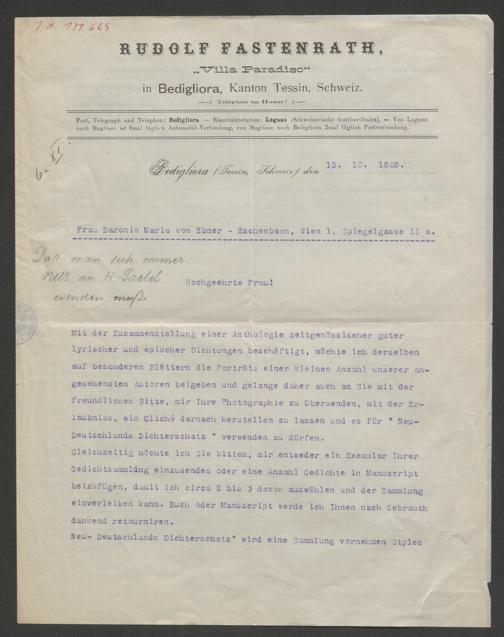 J.N. 177.664
RUDOLF FASTENRATH,
„Villa Paradiso“
in Bedigliora, Kanton Tessin, Schweiz.
( Telephon im Hause! )
Post, Telegraph und Telephon: Bedigliora. — Eisenbahnstation: Lugano (Schweizerische Gotthardbahn). — Von Lugano
nach Magliaso ist 6mal täglich Automobil-Verbindung, von Magliaso nach Bedigliora 2mal täglich Postverbindung.
6. XI
Bedigliora (Tessin, Schweiz) den 15. 10. 1909.
Frau Baronin Maria von Ebner - Eschenbach, Wien 1, Spiegelgasse 11 a.
Daß man sich immer
nur an H. Paetel
wenden muß.
Hochgeehrte Frau!
Mit der Zusammenstellung einer Anthologie zeitgenössischer guter
lyrischer und epischer Dichtungen beschäftigt, möchte ich derselben
auf besonderen Blättern die Porträts einer kleinen Anzahl unserer an-
gesehensten Autoren beigeben und gelange daher auch an Sie mit der
freundlichen Bitte, mir Ihre Photographie zu übersenden, mit der Er-
laubniss, ein Cliché darnach herstellen zu lassen und es für " Neu-
Deutschlands Dichterschatz " verwenden zu dürfen.
Gleichzeitig möchte ich Sie bitten, mir entweder ein Exemplar Ihrer
Gedichtsammlung einzusenden oder eine Anzahl Gedichte in Manuscript
beizufügen, damit ich circa 2 bis 3 davon auswählen und der Sammlung
einverleiben kann. Buch oder Manuscript werde ich Ihnen nach Gebrauch
dankend retourniren.
Neu- Deutschlands Dichterschatz" wird eine Sammlung vornehmen Styles